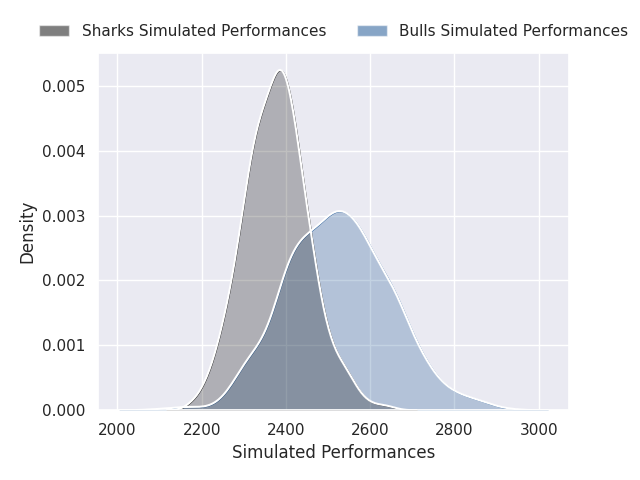 Sharks Simulated Performances Bulls Simulated Performances
0.005
0.004
0.003
0.002
0.001
0.000
Density
2000 2200 2400 2600 2800 3000
Simulated Performances